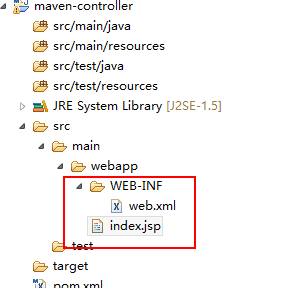 maven-controller
src/main/java
src/main/resources
src/test/java
src/test/resources
JRE System Library [J2SE-1.5]
src
main
webapp
WEB-INF
web.xml
index.jsp
test
target
pom.xml